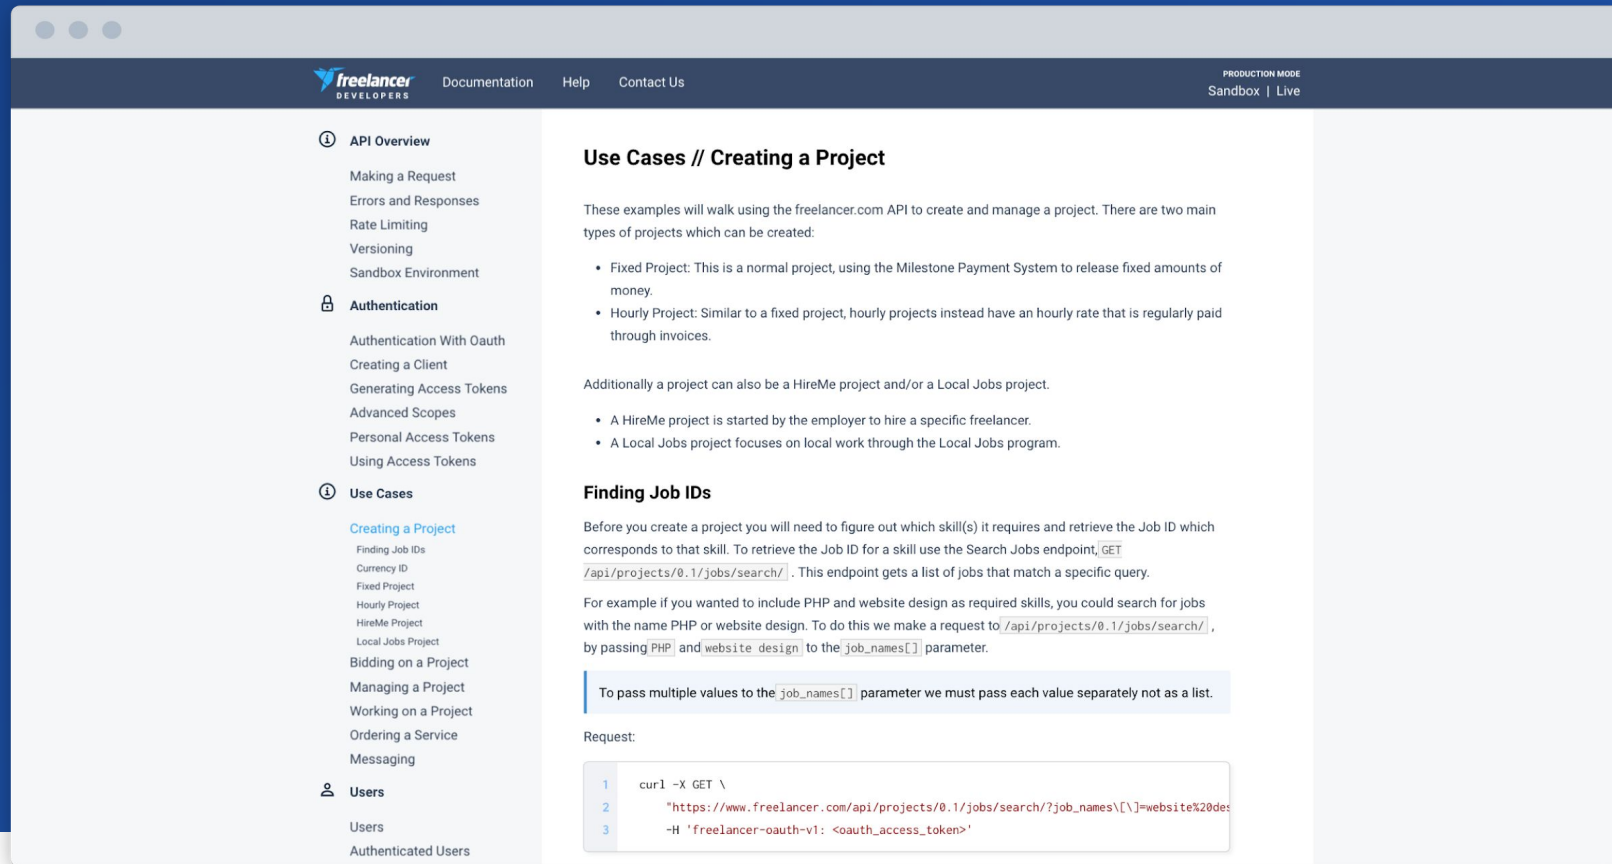 freelancer
DEVELOPERS
Documentation
Help
Contact Us
PRODUCTION MODE
Sandbox | Live
API Overview
Making a Request
Errors and Responses
Rate Limiting
Versioning
Sandbox Environment
Authentication
Authentication With Oauth
Creating a Client
Generating Access Tokens
Advanced Scopes
Personal Access Tokens
Using Access Tokens
Use Cases
Creating a Project
Finding Job IDs
Currency ID
Fixed Project
Hourly Project
HireMe Project
Local Jobs Project
Bidding on a Project
Managing a Project
Working on a Project
Ordering a Service
Messaging
Users
Users
Authenticated Users
Use Cases // Creating a Project
These examples will walk using the freelancer.com API to create and manage a project. There are two main
types of projects which can be created:
• Fixed Project: This is a normal project, using the Milestone Payment System to release fixed amounts of
money.
• Hourly Project: Similar to a fixed project, hourly projects instead have an hourly rate that is regularly paid
through invoices.
Additionally a project can also be a HireMe project and/or a Local Jobs project.
• A HireMe project is started by the employer to hire a specific freelancer.
• A Local Jobs project focuses on local work through the Local Jobs program.
Finding Job IDs
Before you create a project you will need to figure out which skill(s) it requires and retrieve the Job ID which
corresponds to that skill. To retrieve the Job ID for a skill use the Search Jobs endpoint, GET
/api/projects/0.1/jobs/search/ . This endpoint gets a list of jobs that match a specific query.
For example if you wanted to include PHP and website design as required skills, you could search for jobs
with the name PHP or website design. To do this we make a request to /api/projects/0.1/jobs/search/ ,
by passing PHP and website design to the job_names[] parameter.
To pass multiple values to the job_names[] parameter we must pass each value separately not as a list.
Request:
1 curl -X GET \
2 "https://www.freelancer.com/api/projects/0.1/jobs/search/?job_names\[\]=website%20des
3 -H 'freelancer-oauth-v1: <oauth_access_token>'